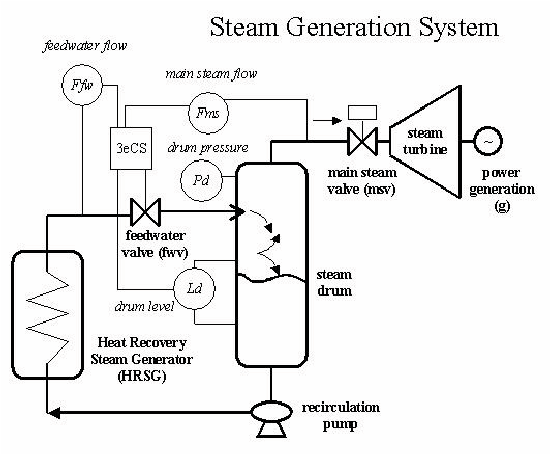 Steam Generation System
feedwater flow
Ffw
main steam flow
Fms
3eCS
drum pressure
Pd
steam
turbine
~
main steam
valve (msv)
power
generation
(g)
feedwater
valve (fwv)
Ld
drum level
steam
drum
Heat Recovery
Steam Generator
(HRSG)
recirculation
pump